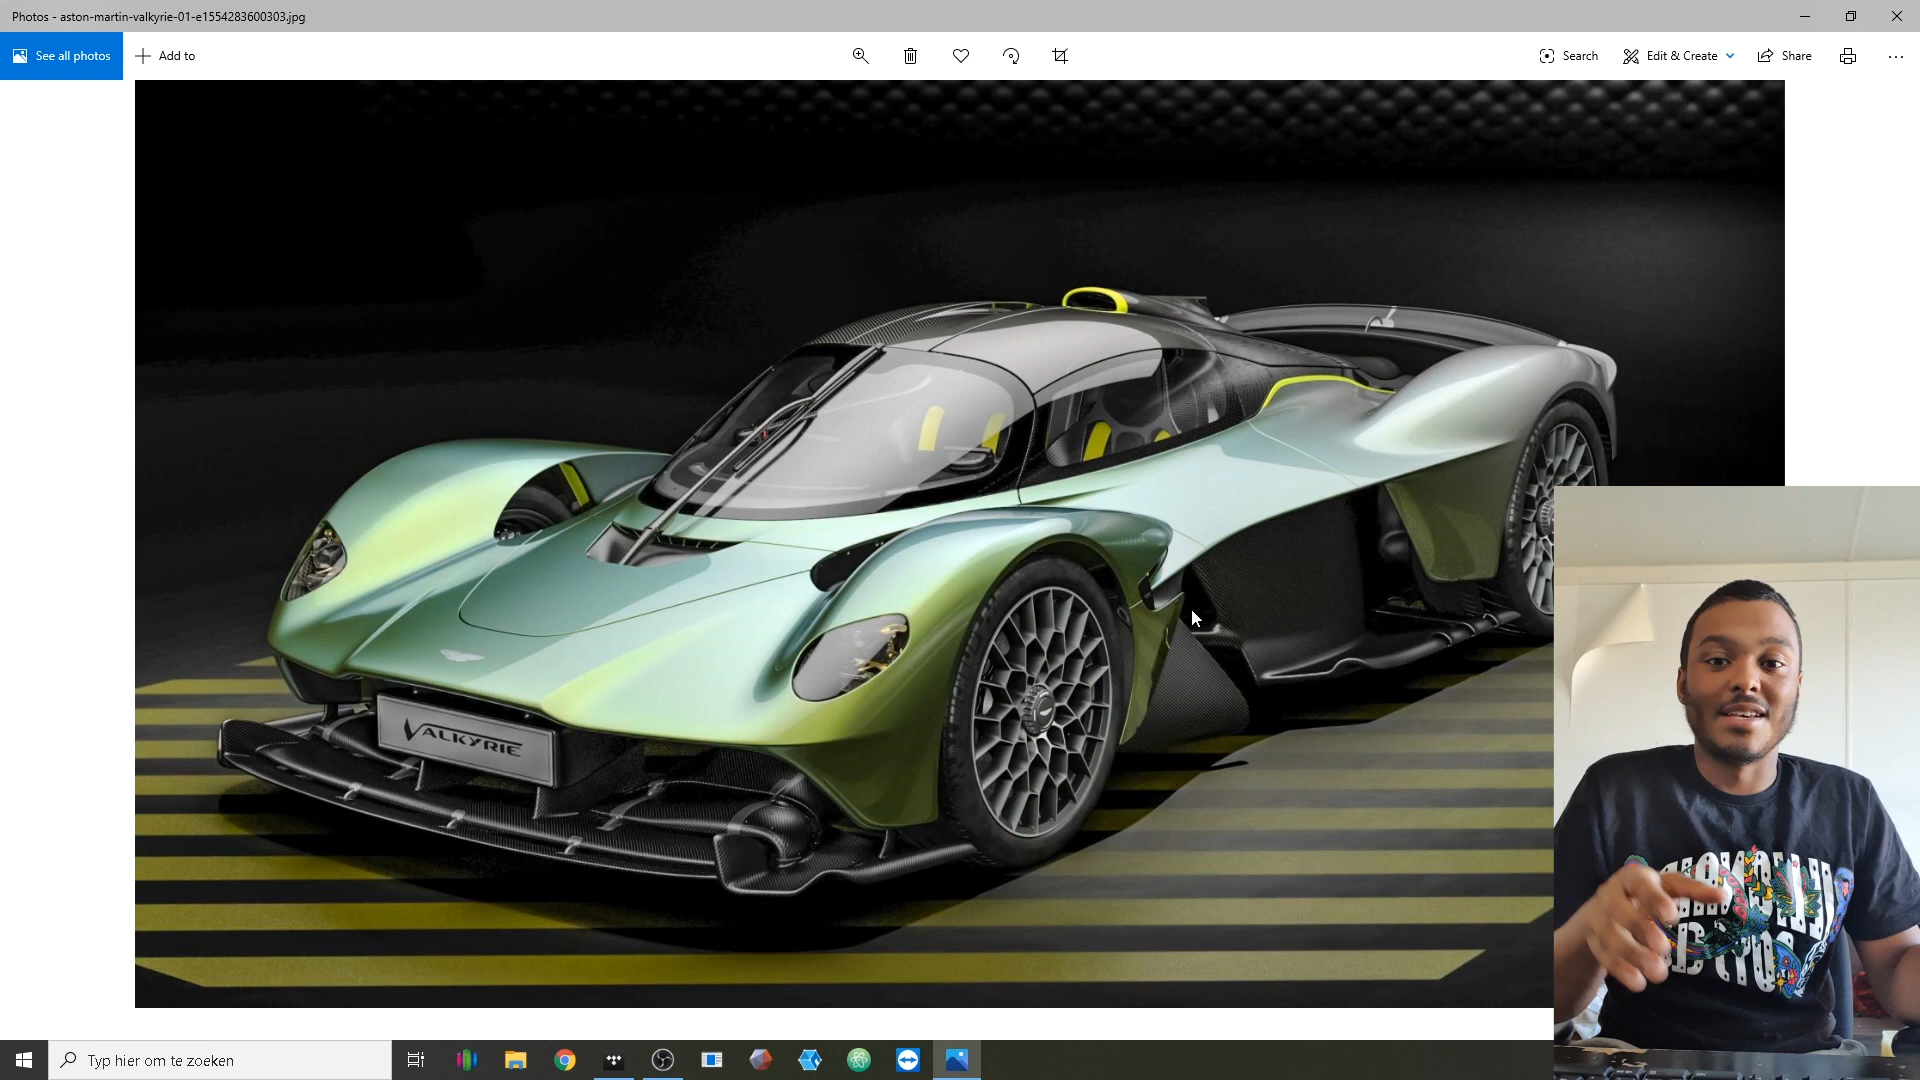 Photos - aston-martin-valkyrie-01-e1554283600303.jpg
See all photos
Add to
Search
Edit & Create
Share
VALKYRIE
Typ hier om te zoeken